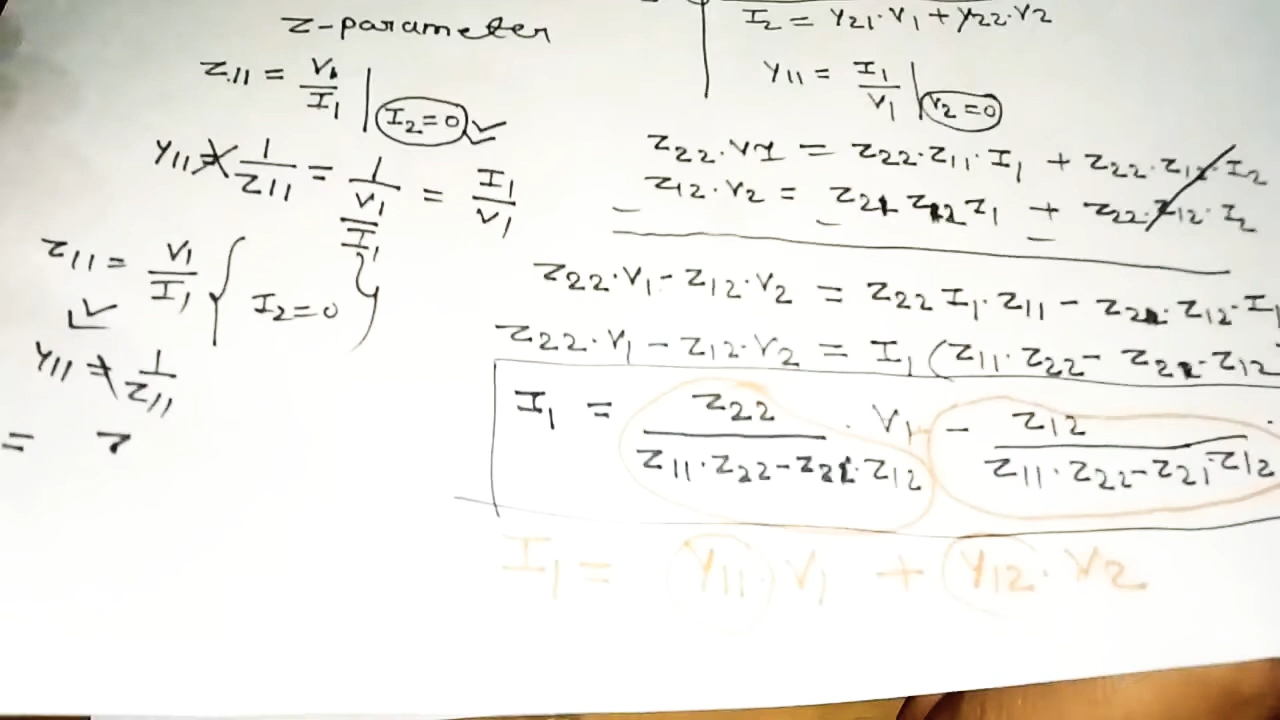 Z-parameter
Z11 = V1/I1 | I2=0 ✓
Y11 ≠ 1/Z11 = 1/(V1/I1) = I1/V1
Z11 = V1/I1 { I2=0 }
Y11 ≠ 1/Z11
= Z
I2 = Y21·V1 + Y22·V2
Y11 = I1/V1 | V2=0
Z22·V1 = Z22·Z11·I1 + Z22·Z12·I2
Z12·V2 = Z21 Z12 I1 + Z22·Z12·I2
Z22·V1 - Z12·V2 = Z22 I1·Z11 - Z21·Z12·I1
Z22·V1 - Z12·V2 = I1 (Z11·Z22 - Z21·Z12
I1 = Z22/(Z11·Z22-Z21·Z12) · V1 - Z12/(Z11·Z22-Z21·Z12) ·
I1 = Y11·V1 + Y12·V2